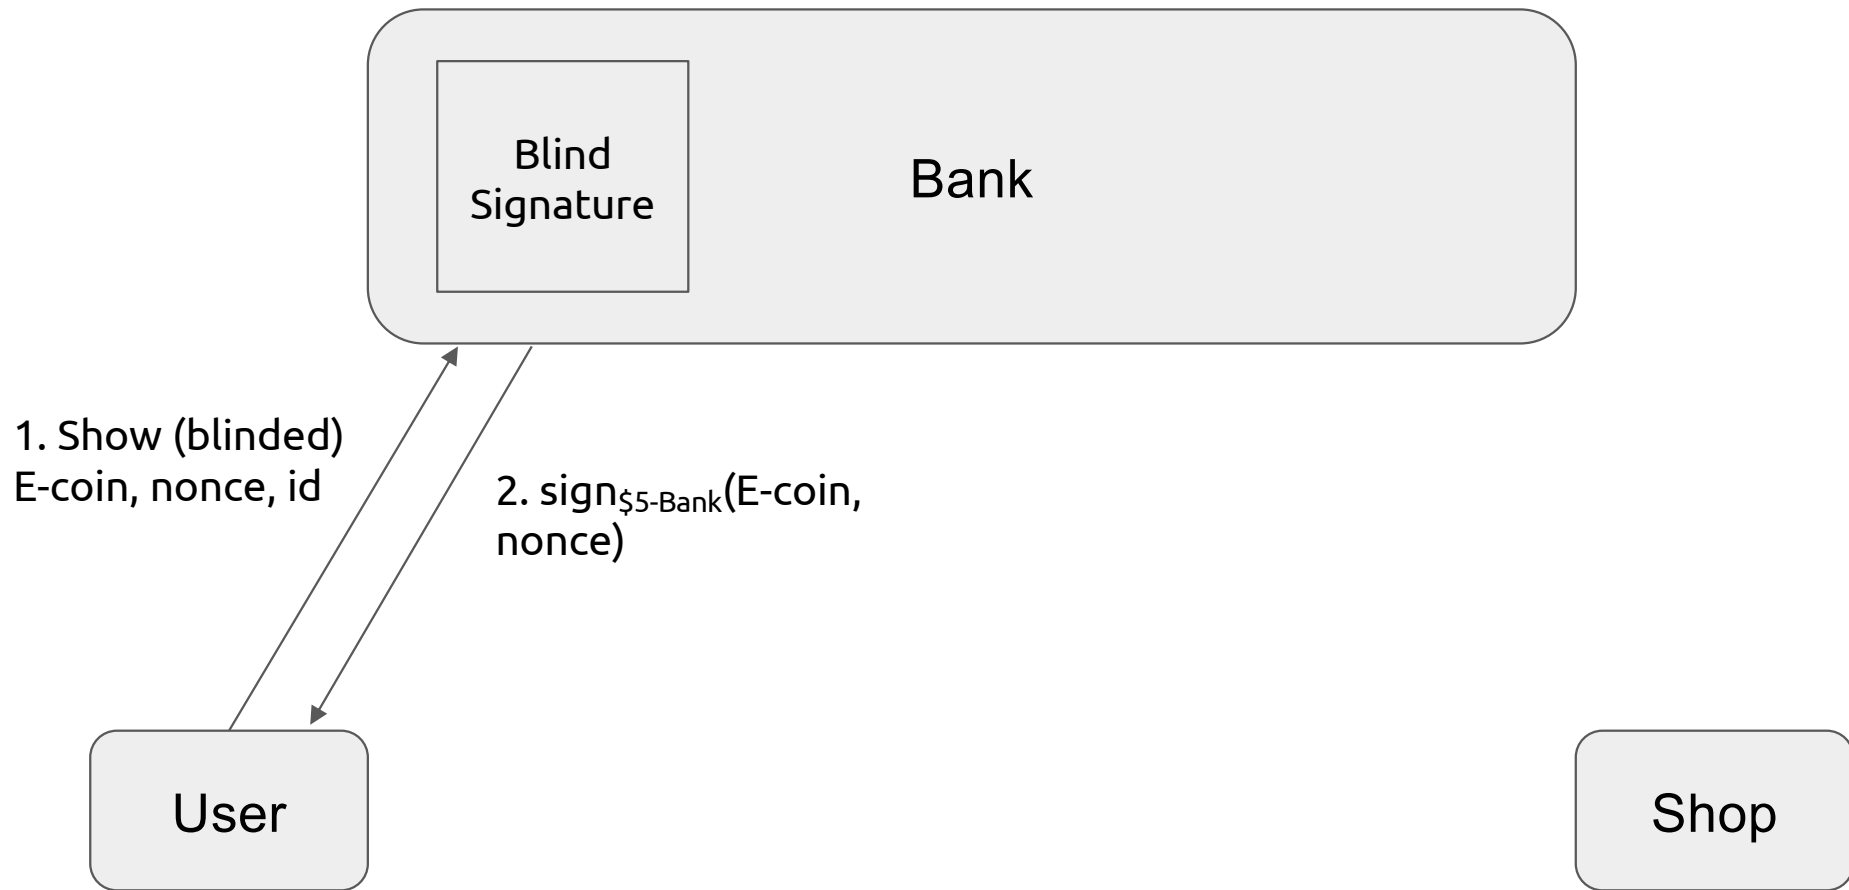 Blind
Signature
Bank
1. Show (blinded)
E-coin, nonce, id
2. sign$5-Bank(E-coin,
nonce)
User
Shop